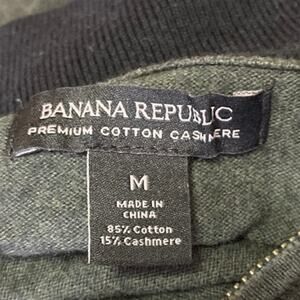 BANANA REPUBLIC
PREMIUM COTTON CASHMERE
M
MADE IN
CHINA
85% Cotton
15% Cashmere